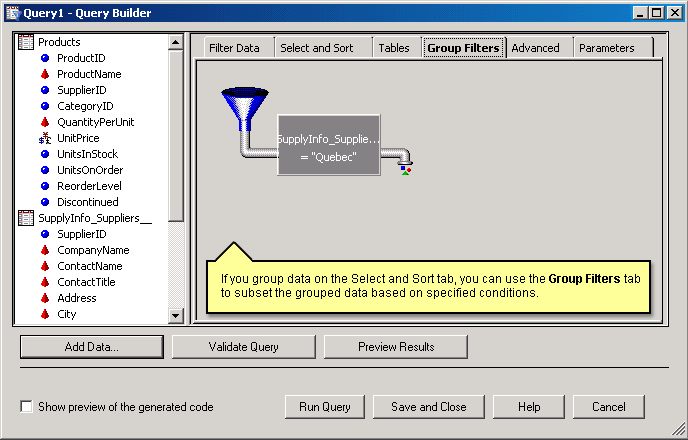 Query1 - Query Builder
Products
ProductID
ProductName
SupplierID
CategoryID
QuantityPerUnit
UnitPrice
UnitsInStock
UnitsOnOrder
ReorderLevel
Discontinued
SupplyInfo_Suppliers__
SupplierID
CompanyName
ContactName
ContactTitle
Address
City
Filter Data Select and Sort Tables Group Filters Advanced Parameters
SupplyInfo_Supplie...
= "Quebec"
If you group data on the Select and Sort tab, you can use the Group Filters tab
to subset the grouped data based on specified conditions.
Add Data... Validate Query Preview Results
Show preview of the generated code
Run Query Save and Close Help Cancel